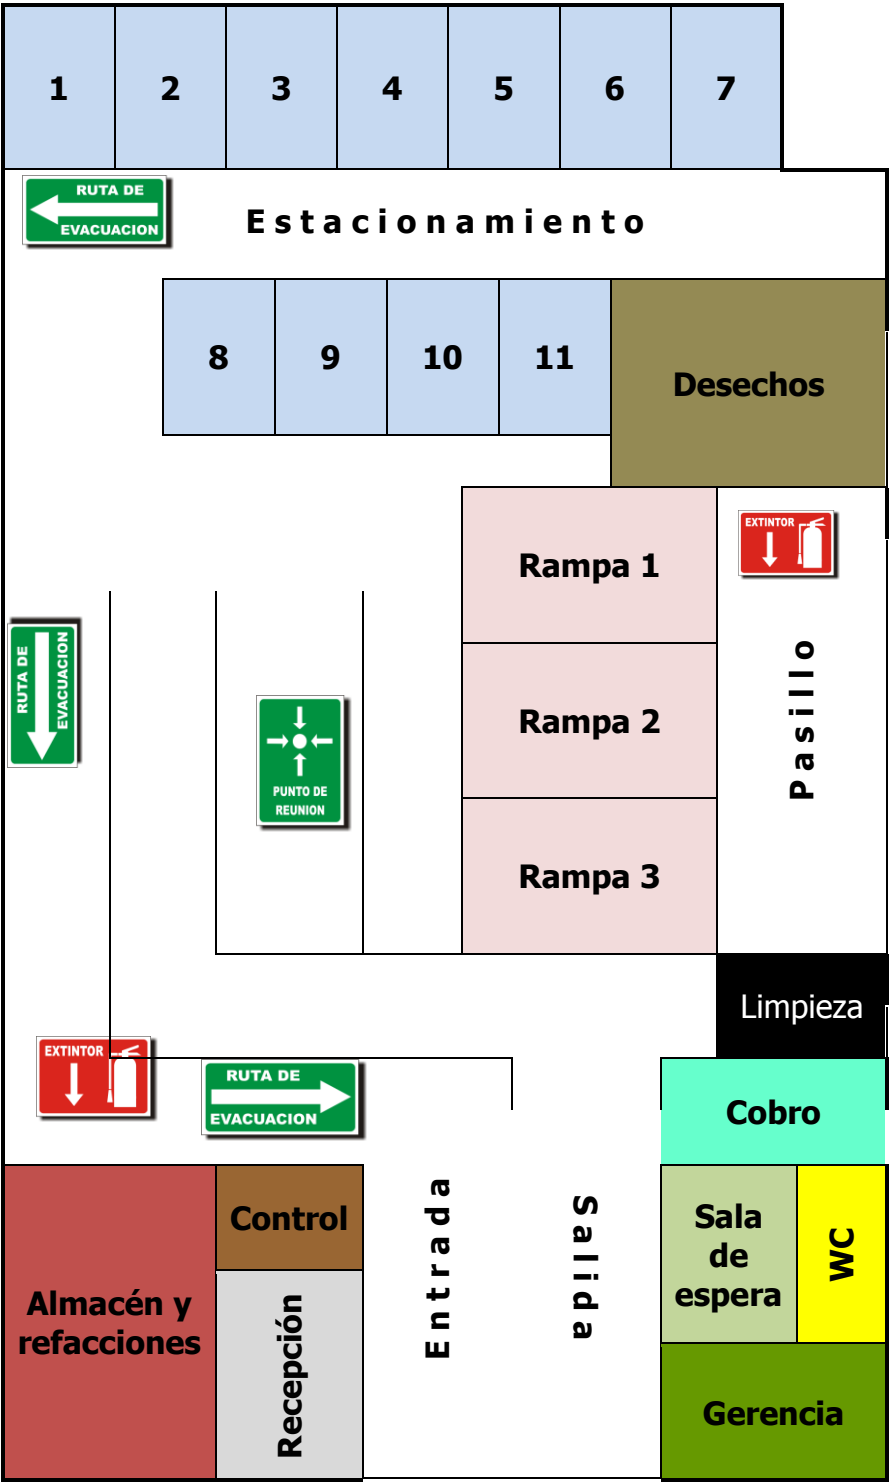 1 2 3 4 5 6 7
RUTA DE
EVACUACION
Estacionamiento
8 9 10 11
Desechos
EXTINTOR
Rampa 1
Pasillo
RUTA DE
EVACUACION
Rampa 2
PUNTO DE
REUNION
Rampa 3
Limpieza
EXTINTOR
RUTA DE
EVACUACION
Cobro
Control
Entrada
Salida
Sala
de
espera
WC
Almacén y
refacciones
Recepción
Gerencia